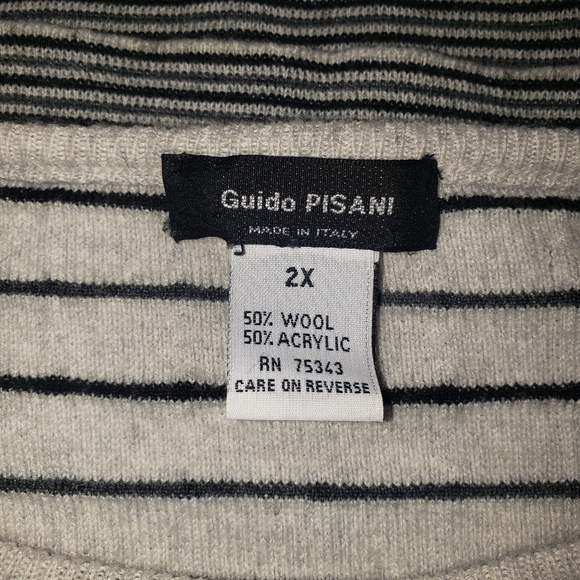 Guido PISANI
MADE IN ITALY
2X
50% WOOL
50% ACRYLIC
RN 75343
CARE ON REVERSE